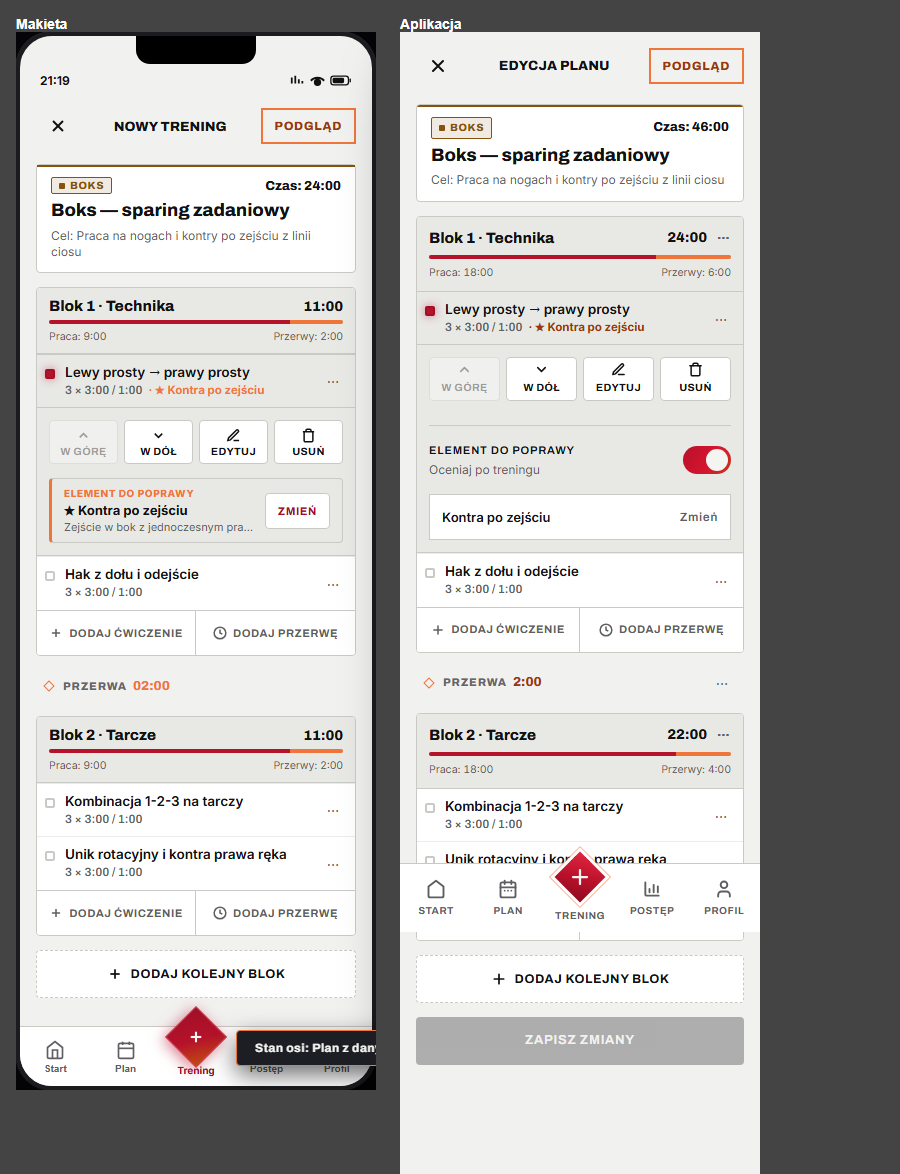 Makieta
21:19
NOWY TRENING
PODGLĄD
BOKS
Czas: 24:00
Boks — sparing zadaniowy
Cel: Praca na nogach i kontry po zejściu z linii
ciosu
Blok 1 · Technika
11:00
Praca: 9:00
Przerwy: 2:00
Lewy prosty → prawy prosty
3 × 3:00 / 1:00 · ★ Kontra po zejściu
W GÓRĘ
W DÓŁ
EDYTUJ
USUŃ
ELEMENT DO POPRAWY
★ Kontra po zejściu
Zejście w bok z jednoczesnym pra...
ZMIEŃ
Hak z dołu i odejście
3 × 3:00 / 1:00
DODAJ ĆWICZENIE
DODAJ PRZERWĘ
PRZERWA 02:00
Blok 2 · Tarcze
11:00
Praca: 9:00
Przerwy: 2:00
Kombinacja 1-2-3 na tarczy
3 × 3:00 / 1:00
Unik rotacyjny i kontra prawa ręka
3 × 3:00 / 1:00
DODAJ ĆWICZENIE
DODAJ PRZERWĘ
DODAJ KOLEJNY BLOK
Stan osi: Plan z
Start
Plan
Trening
Postęp
Profil
Aplikacja
EDYCJA PLANU
PODGLĄD
BOKS
Czas: 46:00
Boks — sparing zadaniowy
Cel: Praca na nogach i kontry po zejściu z linii ciosu
Blok 1 · Technika
24:00
Praca: 18:00
Przerwy: 6:00
Lewy prosty → prawy prosty
3 × 3:00 / 1:00 · ★ Kontra po zejściu
W GÓRĘ
W DÓŁ
EDYTUJ
USUŃ
ELEMENT DO POPRAWY
Oceniaj po treningu
Kontra po zejściu
Zmień
Hak z dołu i odejście
3 × 3:00 / 1:00
DODAJ ĆWICZENIE
DODAJ PRZERWĘ
PRZERWA 2:00
Blok 2 · Tarcze
22:00
Praca: 18:00
Przerwy: 4:00
Kombinacja 1-2-3 na tarczy
3 × 3:00 / 1:00
Unik rotacyjny i kontra prawa ręka
START
PLAN
TRENING
POSTĘP
PROFIL
DODAJ KOLEJNY BLOK
ZAPISZ ZMIANY